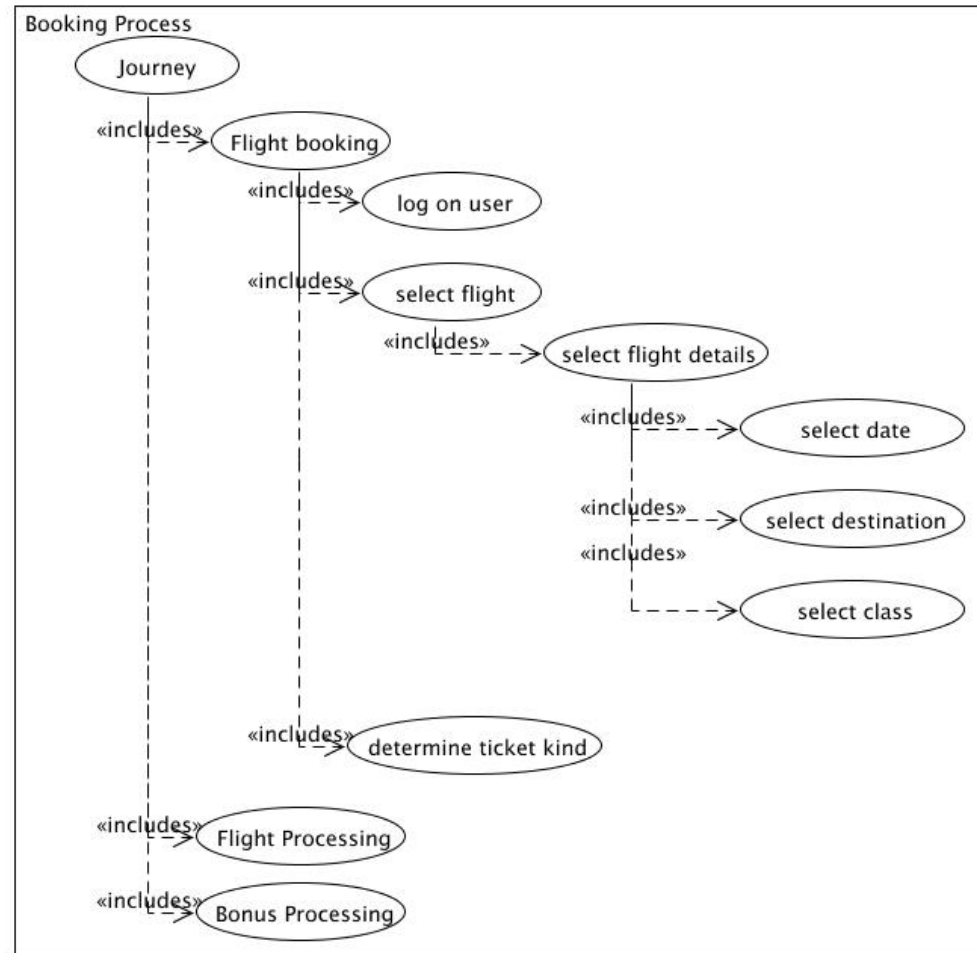 Booking Process
Journey
«includes»
Flight booking
«includes»
log on user
«includes»
select flight
«includes»
select flight details
«includes»
select date
«includes»
select destination
«includes»
select class
«includes»
determine ticket kind
«includes»
Flight Processing
«includes»
Bonus Processing